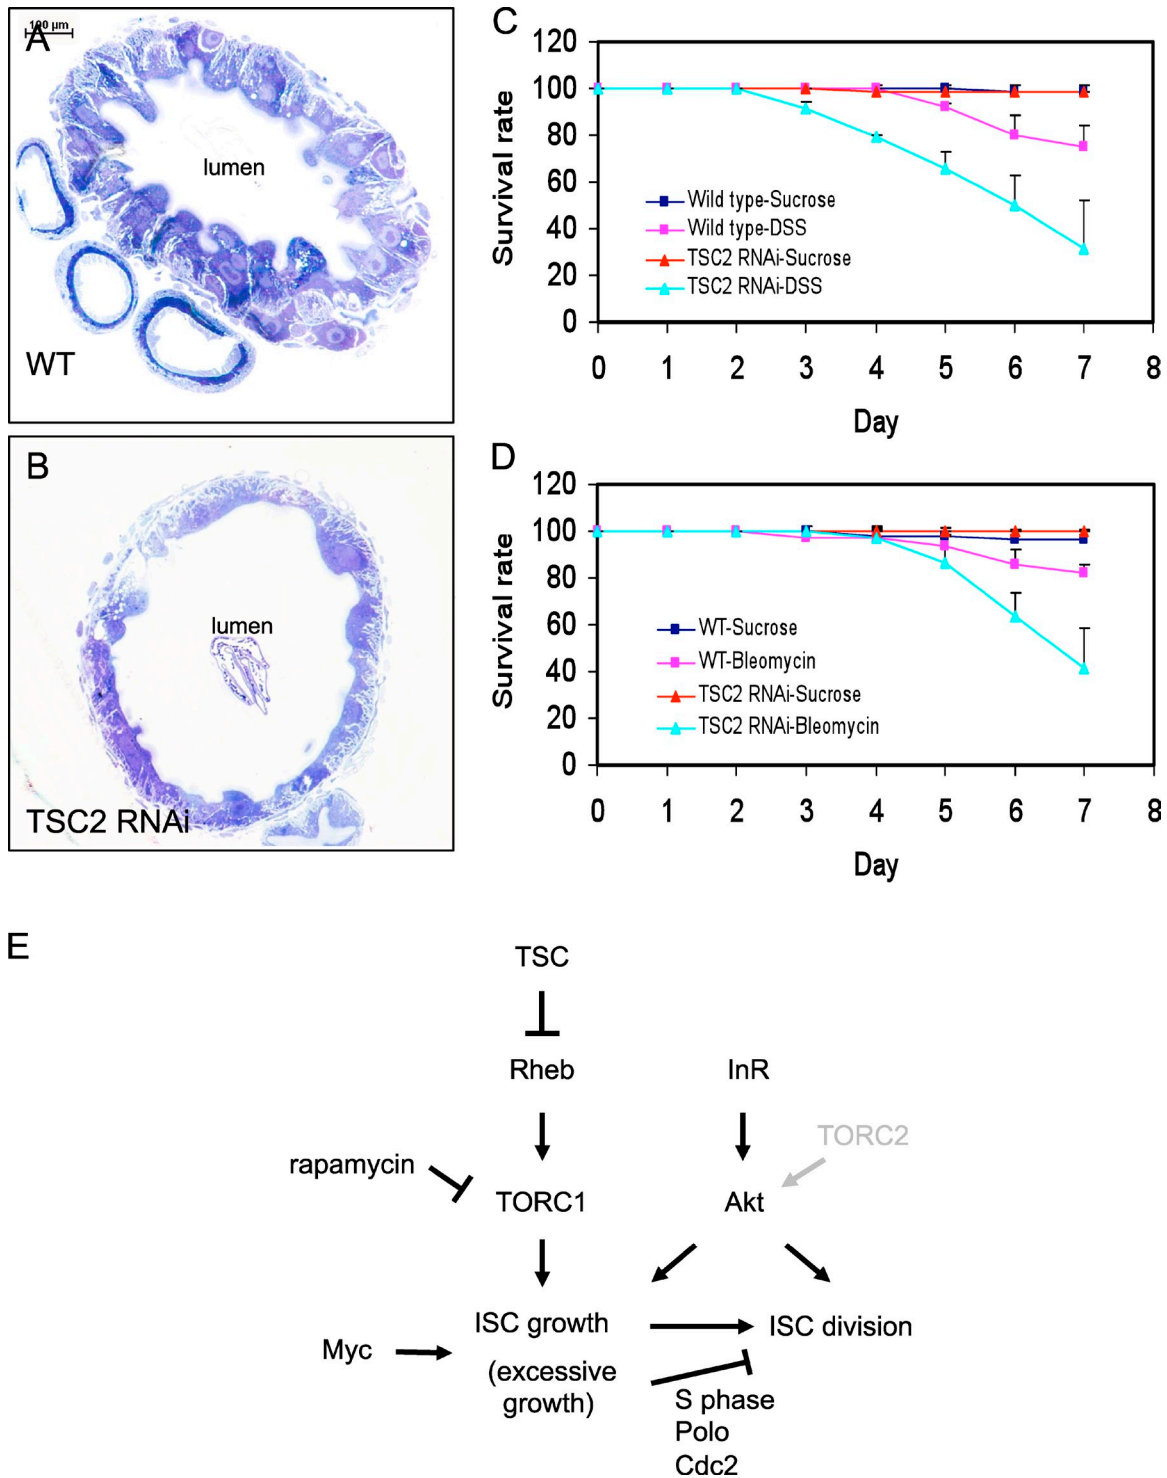 100 µm
A
lumen
WT
B
lumen
TSC2 RNAi
C
120
100
80
60
40
20
0
Survival rate
Wild type-Sucrose
Wild type-DSS
TSC2 RNAi-Sucrose
TSC2 RNAi-DSS
0 1 2 3 4 5 6 7 8
Day
D
120
100
80
60
40
20
0
Survival rate
WT-Sucrose
WT-Bleomycin
TSC2 RNAi-Sucrose
TSC2 RNAi-Bleomycin
0 1 2 3 4 5 6 7 8
Day
E
TSC
Rheb InR
TORC2
rapamycin
TORC1 Akt
ISC growth ISC division
Myc
(excessive
growth)
S phase
Polo
Cdc2